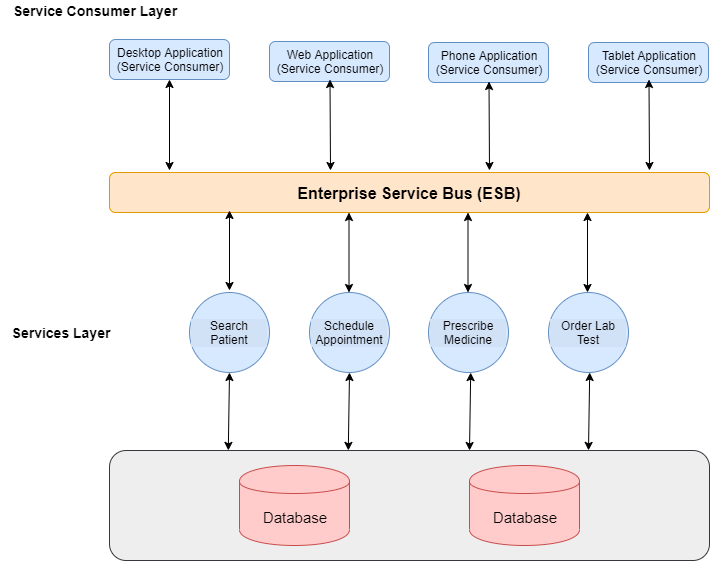 Service Consumer Layer
Desktop Application
(Service Consumer)
Web Application
(Service Consumer)
Phone Application
(Service Consumer)
Tablet Application
(Service Consumer)
Enterprise Service Bus (ESB)
Services Layer
Search
Patient
Schedule
Appointment
Prescribe
Medicine
Order Lab
Test
Database
Database